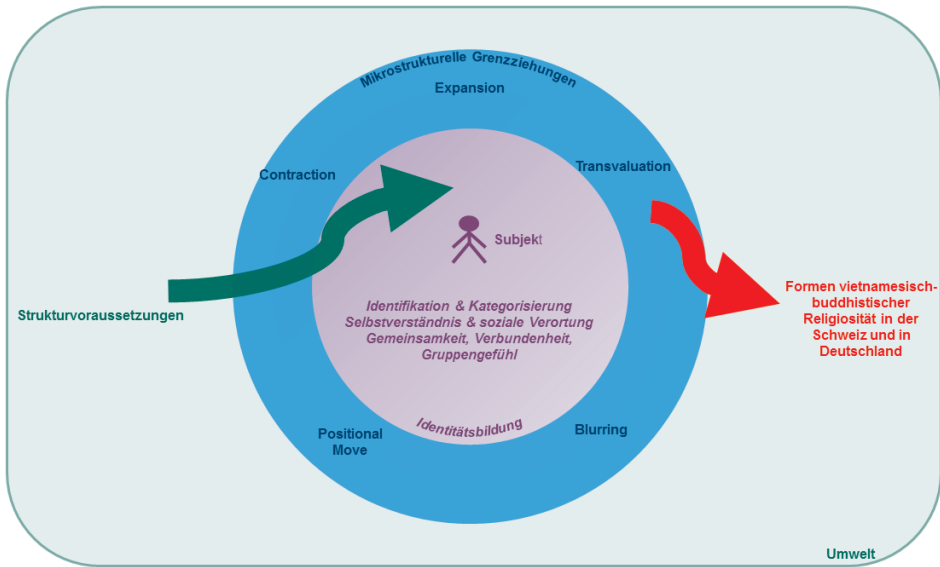 Mikrostrukturelle Grenzziehungen
Expansion
Contraction
Transvaluation
Subjekt
Strukturvoraussetzungen
Identifikation & Kategorisierung
Selbstverständnis & soziale Verortung
Gemeinsamkeit, Verbundenheit,
Gruppengefühl
Formen vietnamesisch-
buddhistischer
Religiosität in der
Schweiz und in
Deutschland
Identitätsbildung
Positional
Move
Blurring
Umwelt